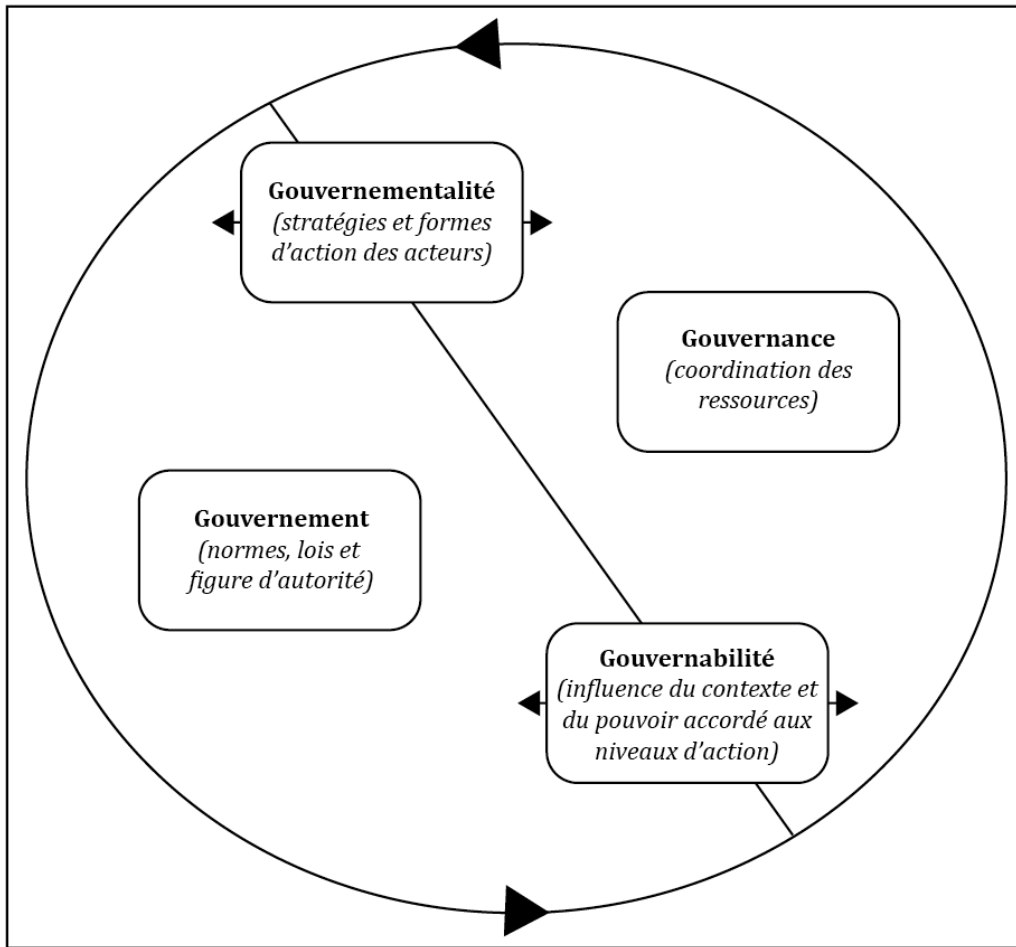 Gouvernementalité
(stratégies et formes
d’action des acteurs)
Gouvernance
(coordination des
ressources)
Gouvernement
(normes, lois et
figure d’autorité)
Gouvernabilité
(influence du contexte et
du pouvoir accordé aux
niveaux d’action)